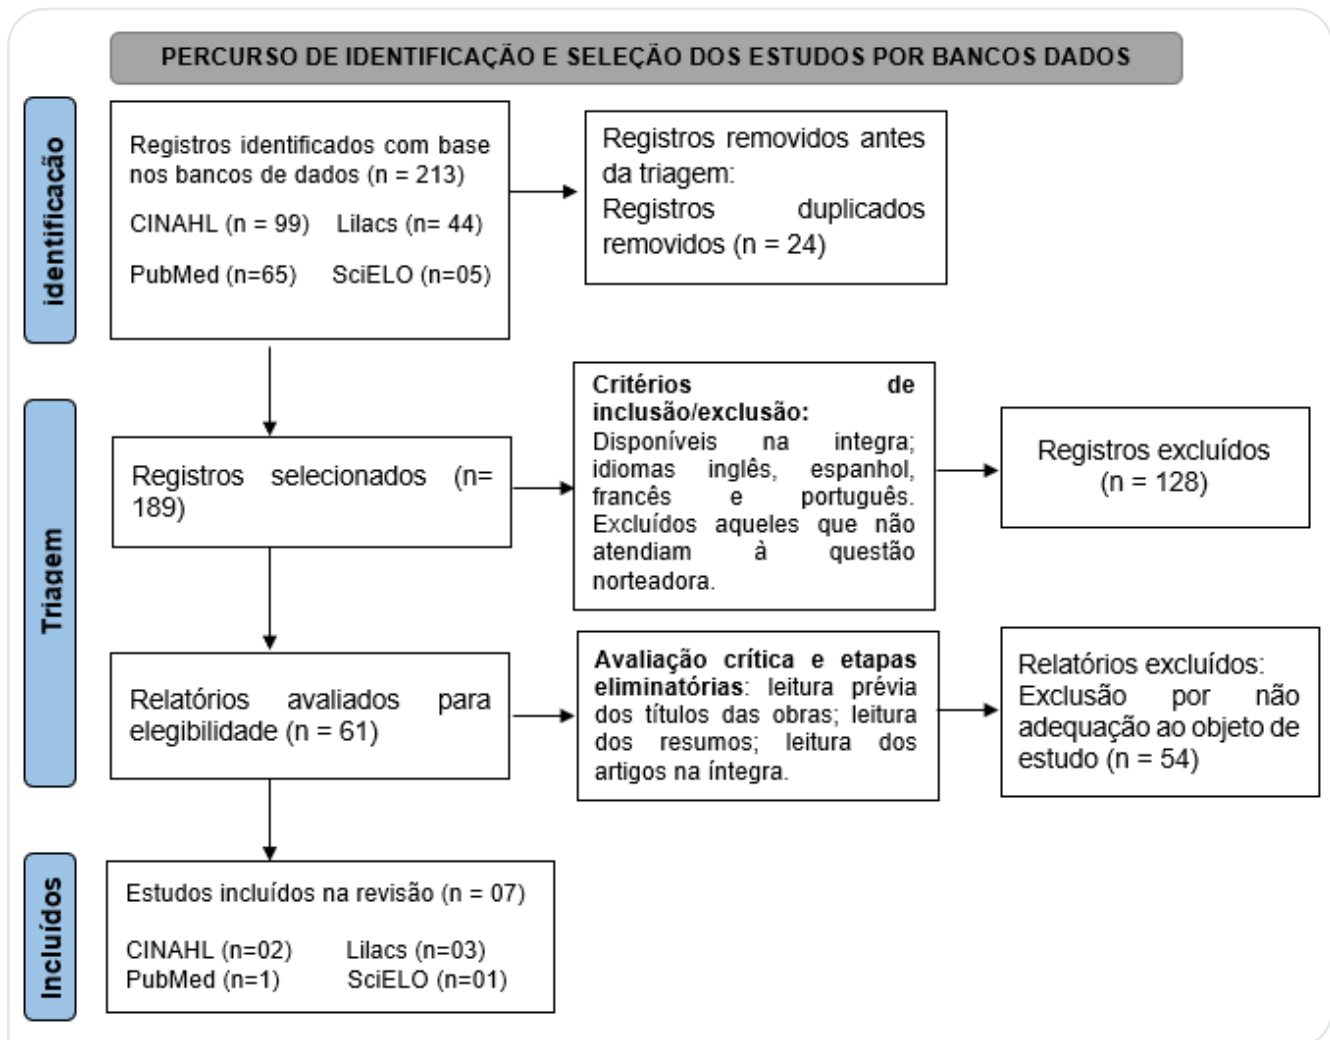 PERCURSO DE IDENTIFICAÇÃO E SELEÇÃO DOS ESTUDOS POR BANCOS DADOS
identificação
Registros identificados com base
nos bancos de dados (n = 213)
CINAHL (n = 99) Lilacs (n= 44)
PubMed (n=65) SciELO (n=05)
Registros removidos antes
da triagem:
Registros duplicados
removidos (n = 24)
Triagem
Registros selecionados (n=
189)
Critérios de
inclusão/exclusão:
Disponíveis na integra;
idiomas inglês, espanhol,
francês e português.
Excluídos aqueles que não
atendiam à questão
norteadora.
Registros excluídos
(n = 128)
Relatórios avaliados para
elegibilidade (n = 61)
Avaliação crítica e etapas
eliminatórias: leitura prévia
dos títulos das obras; leitura
dos resumos; leitura dos
artigos na íntegra.
Relatórios excluídos:
Exclusão por não
adequação ao objeto de
estudo (n = 54)
Incluídos
Estudos incluídos na revisão (n = 07)
CINAHL (n=02) Lilacs (n=03)
PubMed (n=1) SciELO (n=01)